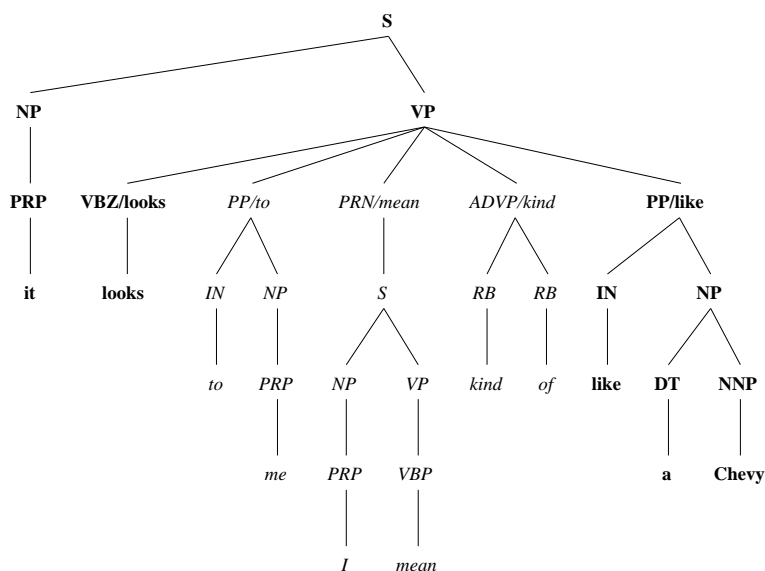 S
NP VP
PRP VBZ/looks PP/to PRN/mean ADVP/kind PP/like
it looks IN NP S RB RB IN NP
to PRP NP VP kind of like DT NNP
me PRP VBP a Chevy
I mean